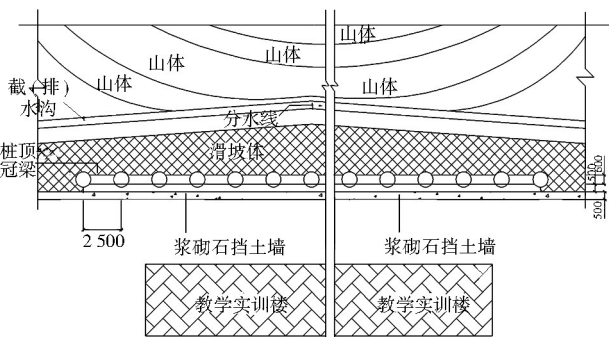 山体
山体
山体
山体
山体
截(排)
水沟
分水线
桩顶
冠梁
滑坡体
600
500
500
2 500
浆砌石挡土墙
浆砌石挡土墙
教学实训楼
教学实训楼